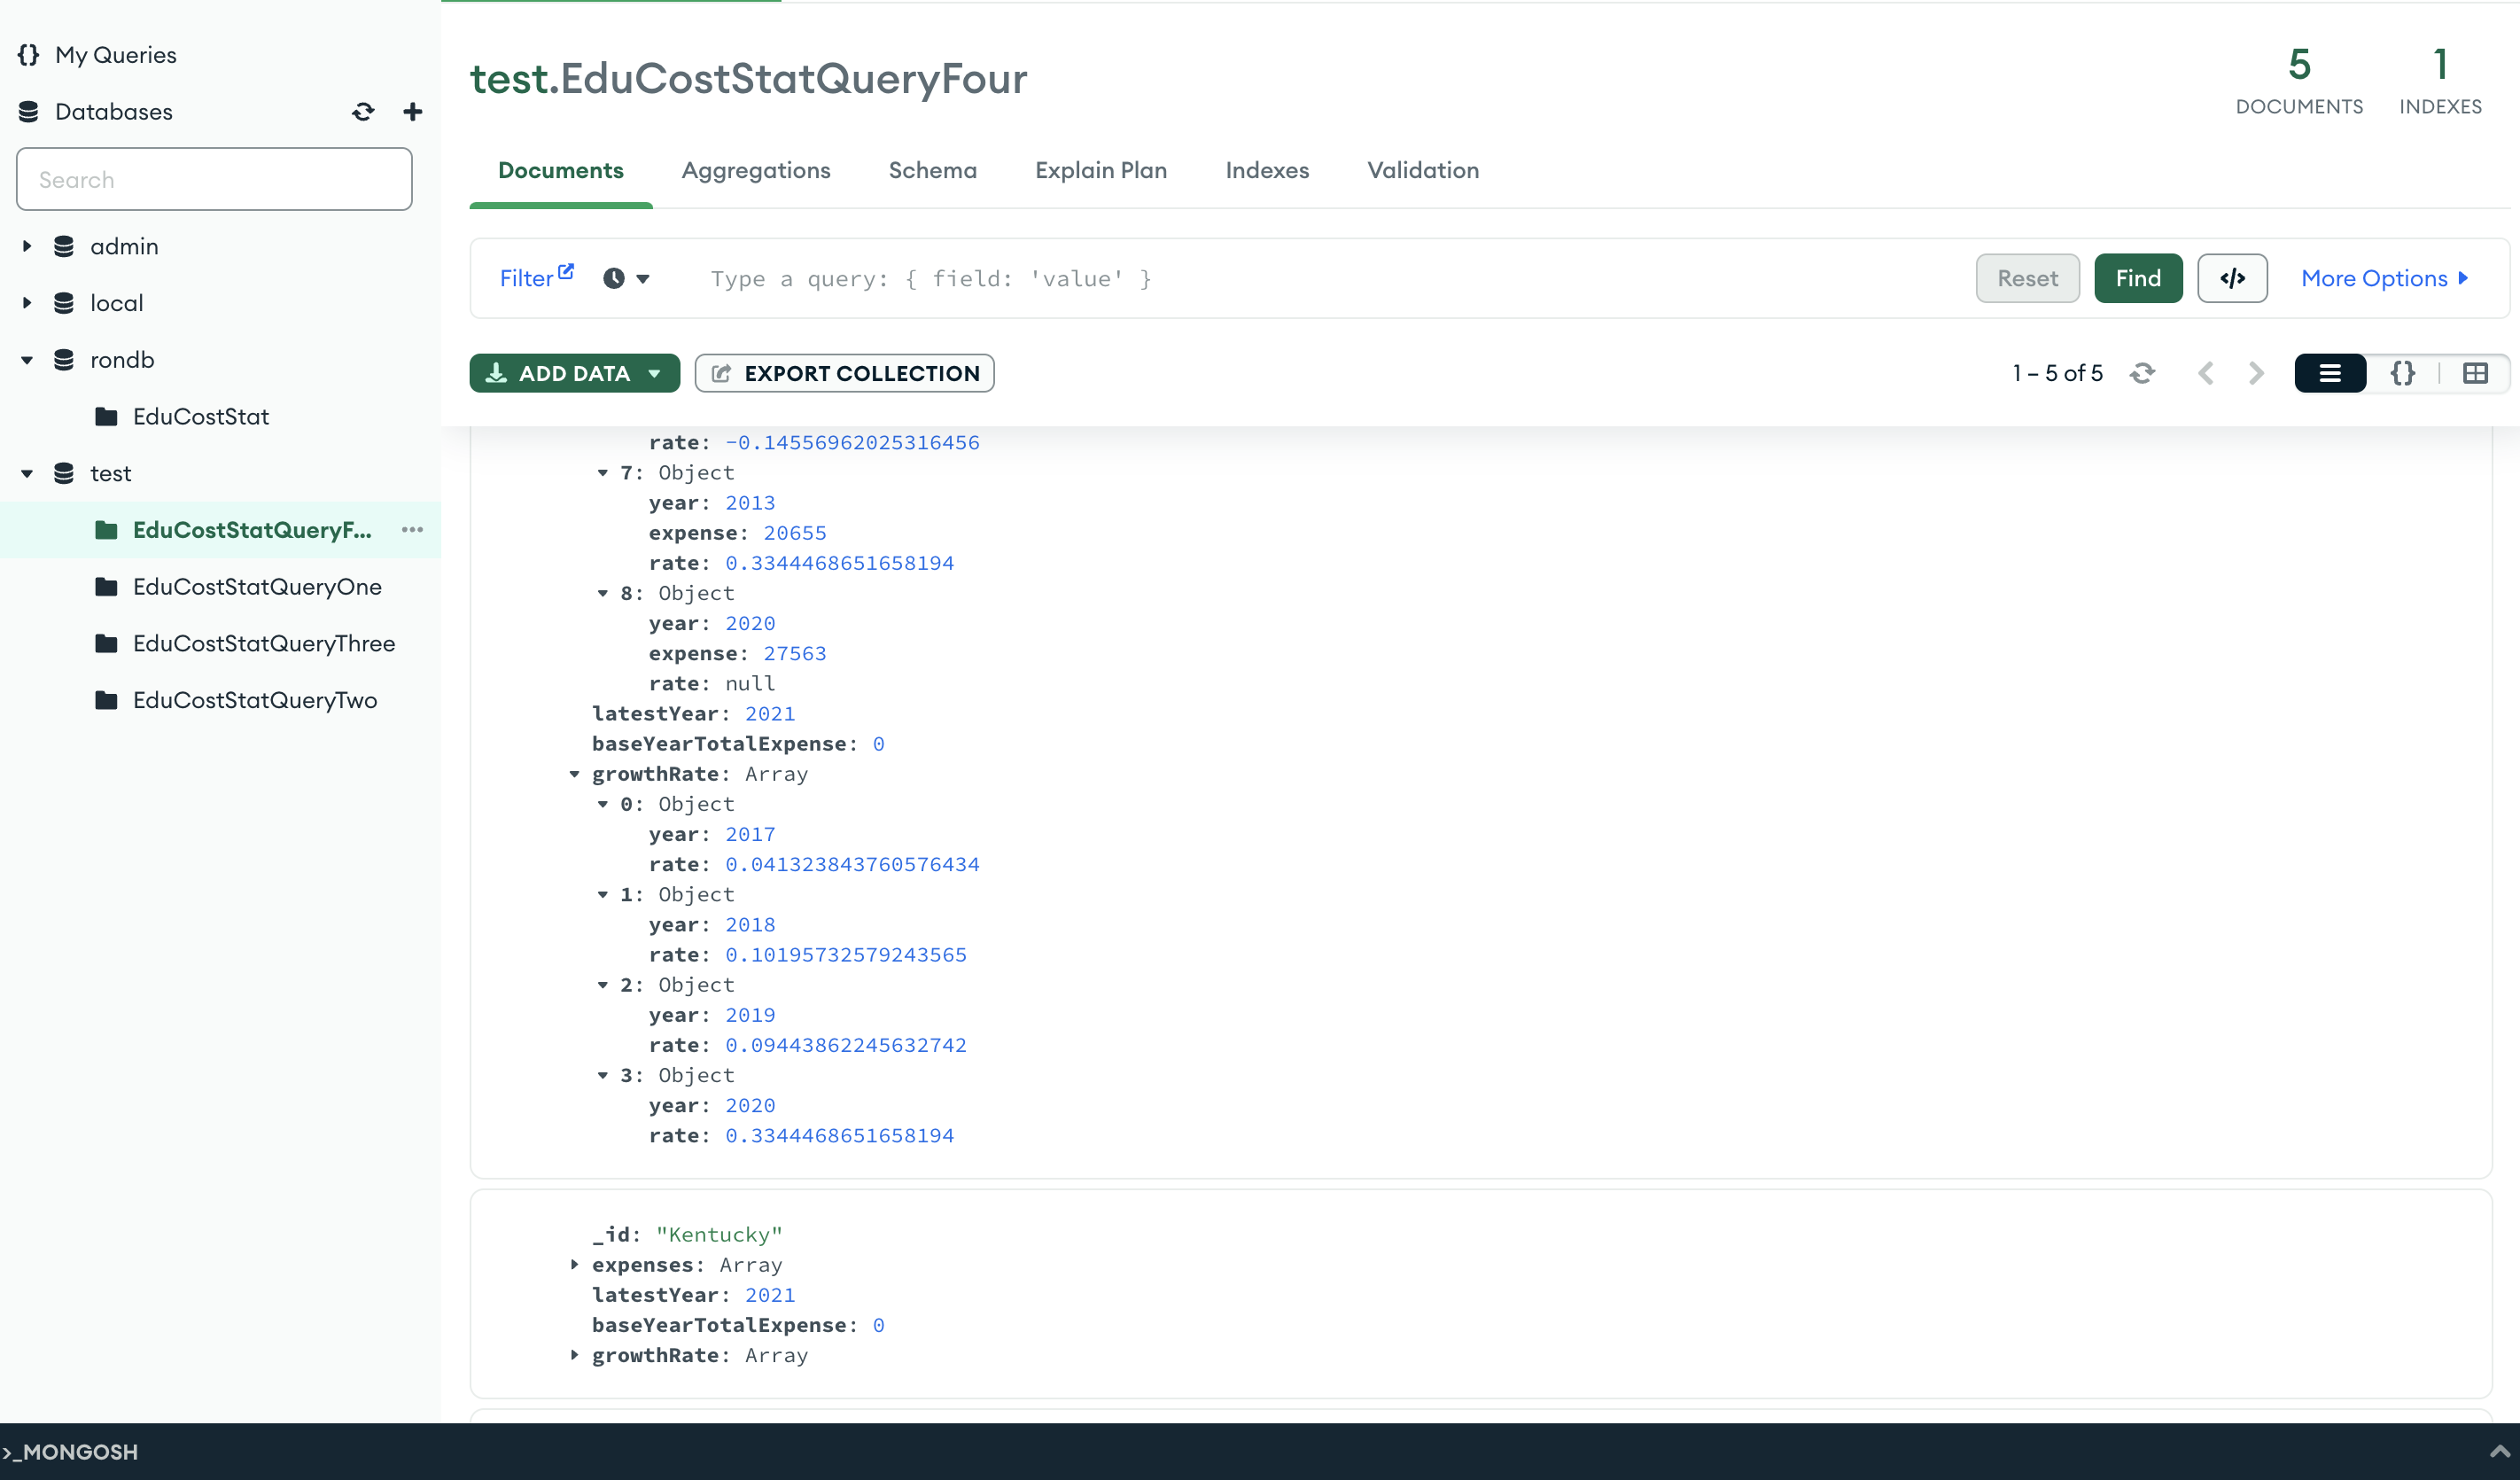 {} My Queries
Databases
Search
admin
local
rondb
EduCostStat
test
EduCostStatQueryF...
EduCostStatQueryOne
EduCostStatQueryThree
EduCostStatQueryTwo
test.EduCostStatQueryFour
5
DOCUMENTS
1
INDEXES
Documents Aggregations Schema Explain Plan Indexes Validation
Filter Type a query: { field: 'value' } Reset Find </> More Options
ADD DATA EXPORT COLLECTION 1 – 5 of 5 {}
rate: -0.14556962025316456
7: Object
year: 2013
expense: 20655
rate: 0.3344468651658194
8: Object
year: 2020
expense: 27563
rate: null
latestYear: 2021
baseYearTotalExpense: 0
growthRate: Array
0: Object
year: 2017
rate: 0.041323843760576434
1: Object
year: 2018
rate: 0.10195732579243565
2: Object
year: 2019
rate: 0.09443862245632742
3: Object
year: 2020
rate: 0.3344468651658194
_id: "Kentucky"
expenses: Array
latestYear: 2021
baseYearTotalExpense: 0
growthRate: Array
>_MONGOSH